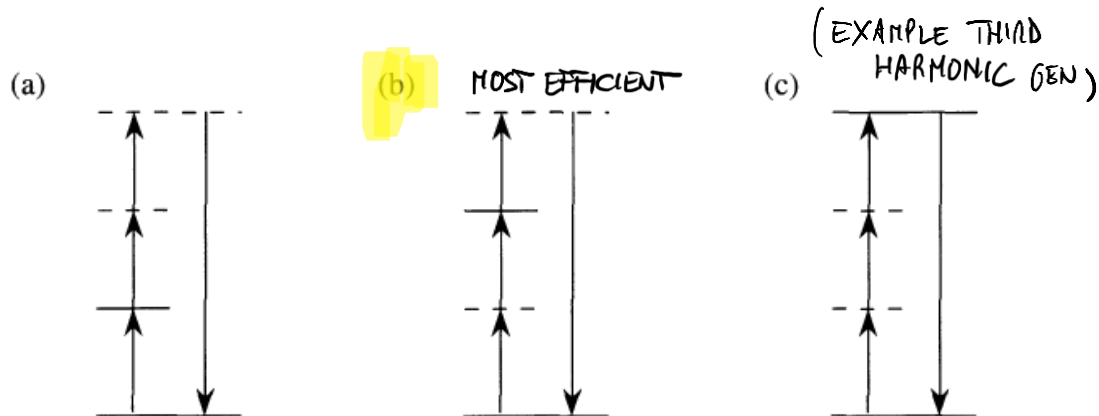 (EXAMPLE THIRD
HARMONIC GEN)
(a)
(b) MOST EFFICIENT
(c)